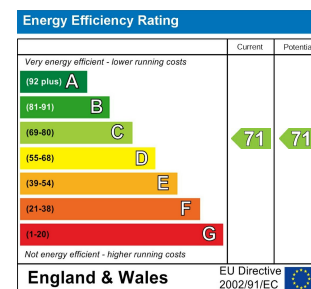 Energy Efficiency Rating
Current Potentia
Very energy efficient - lower running costs
(92 plus) A
(81-91) B
(69-80) C 71 71
(55-68) D
(39-54) E
(21-38) F
(1-20) G
Not energy efficient - higher running costs
England & Wales
EU Directive
2002/91/EC